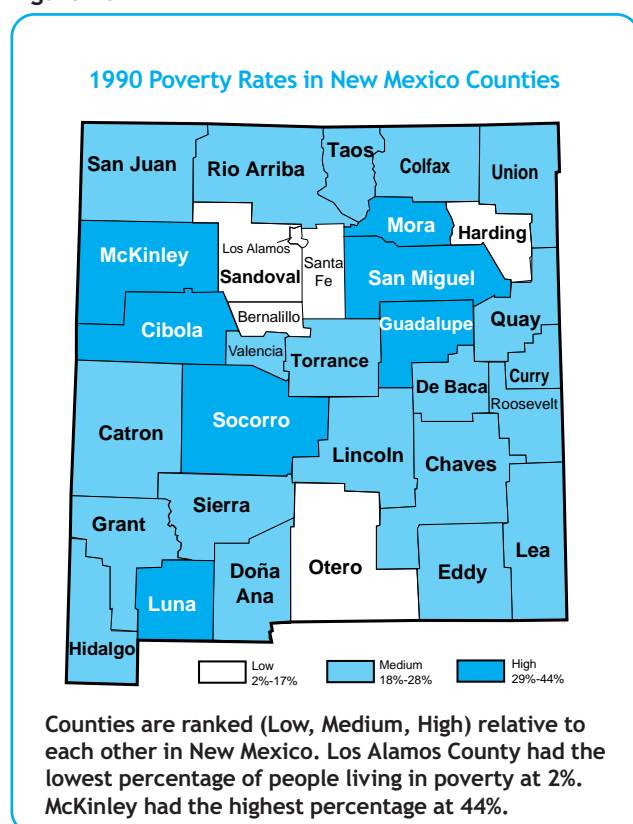 1990 Poverty Rates in New Mexico Counties
San Juan
Rio Arriba
Taos
Colfax
Union
McKinley
Los Alamos
Sandoval
Santa
Fe
Mora
Harding
San Miguel
Cibola
Bernalillo
Valencia
Torrance
Guadalupe
Quay
Curry
De Baca
Roosevelt
Catron
Socorro
Lincoln
Chaves
Sierra
Grant
Luna
Doña
Ana
Otero
Eddy
Lea
Hidalgo
Low
2%-17%
Medium
18%-28%
High
29%-44%
Counties are ranked (Low, Medium, High) relative to
each other in New Mexico. Los Alamos County had the
lowest percentage of people living in poverty at 2%.
McKinley had the highest percentage at 44%.